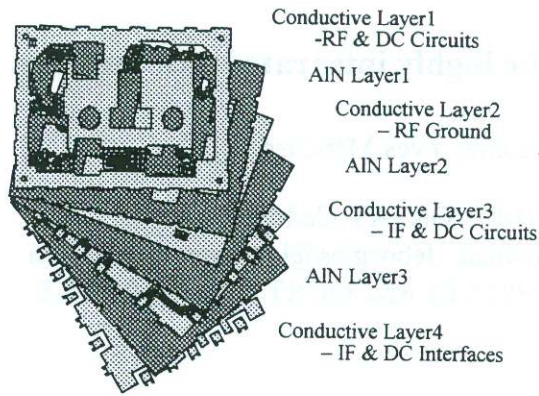 Conductive Layer1
-RF & DC Circuits
AlN Layer1
Conductive Layer2
– RF Ground
AlN Layer2
Conductive Layer3
– IF & DC Circuits
AlN Layer3
Conductive Layer4
– IF & DC Interfaces